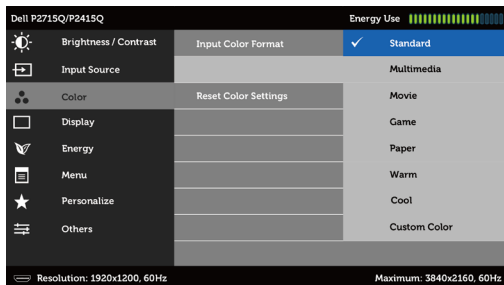 Dell P2715Q/P2415Q
Energy Use
Brightness / Contrast
Input Color Format
Standard
Input Source
Multimedia
Color
Reset Color Settings
Movie
Display
Game
Energy
Paper
Menu
Warm
Personalize
Cool
Others
Custom Color
Resolution: 1920x1200, 60Hz
Maximum: 3840x2160, 60Hz